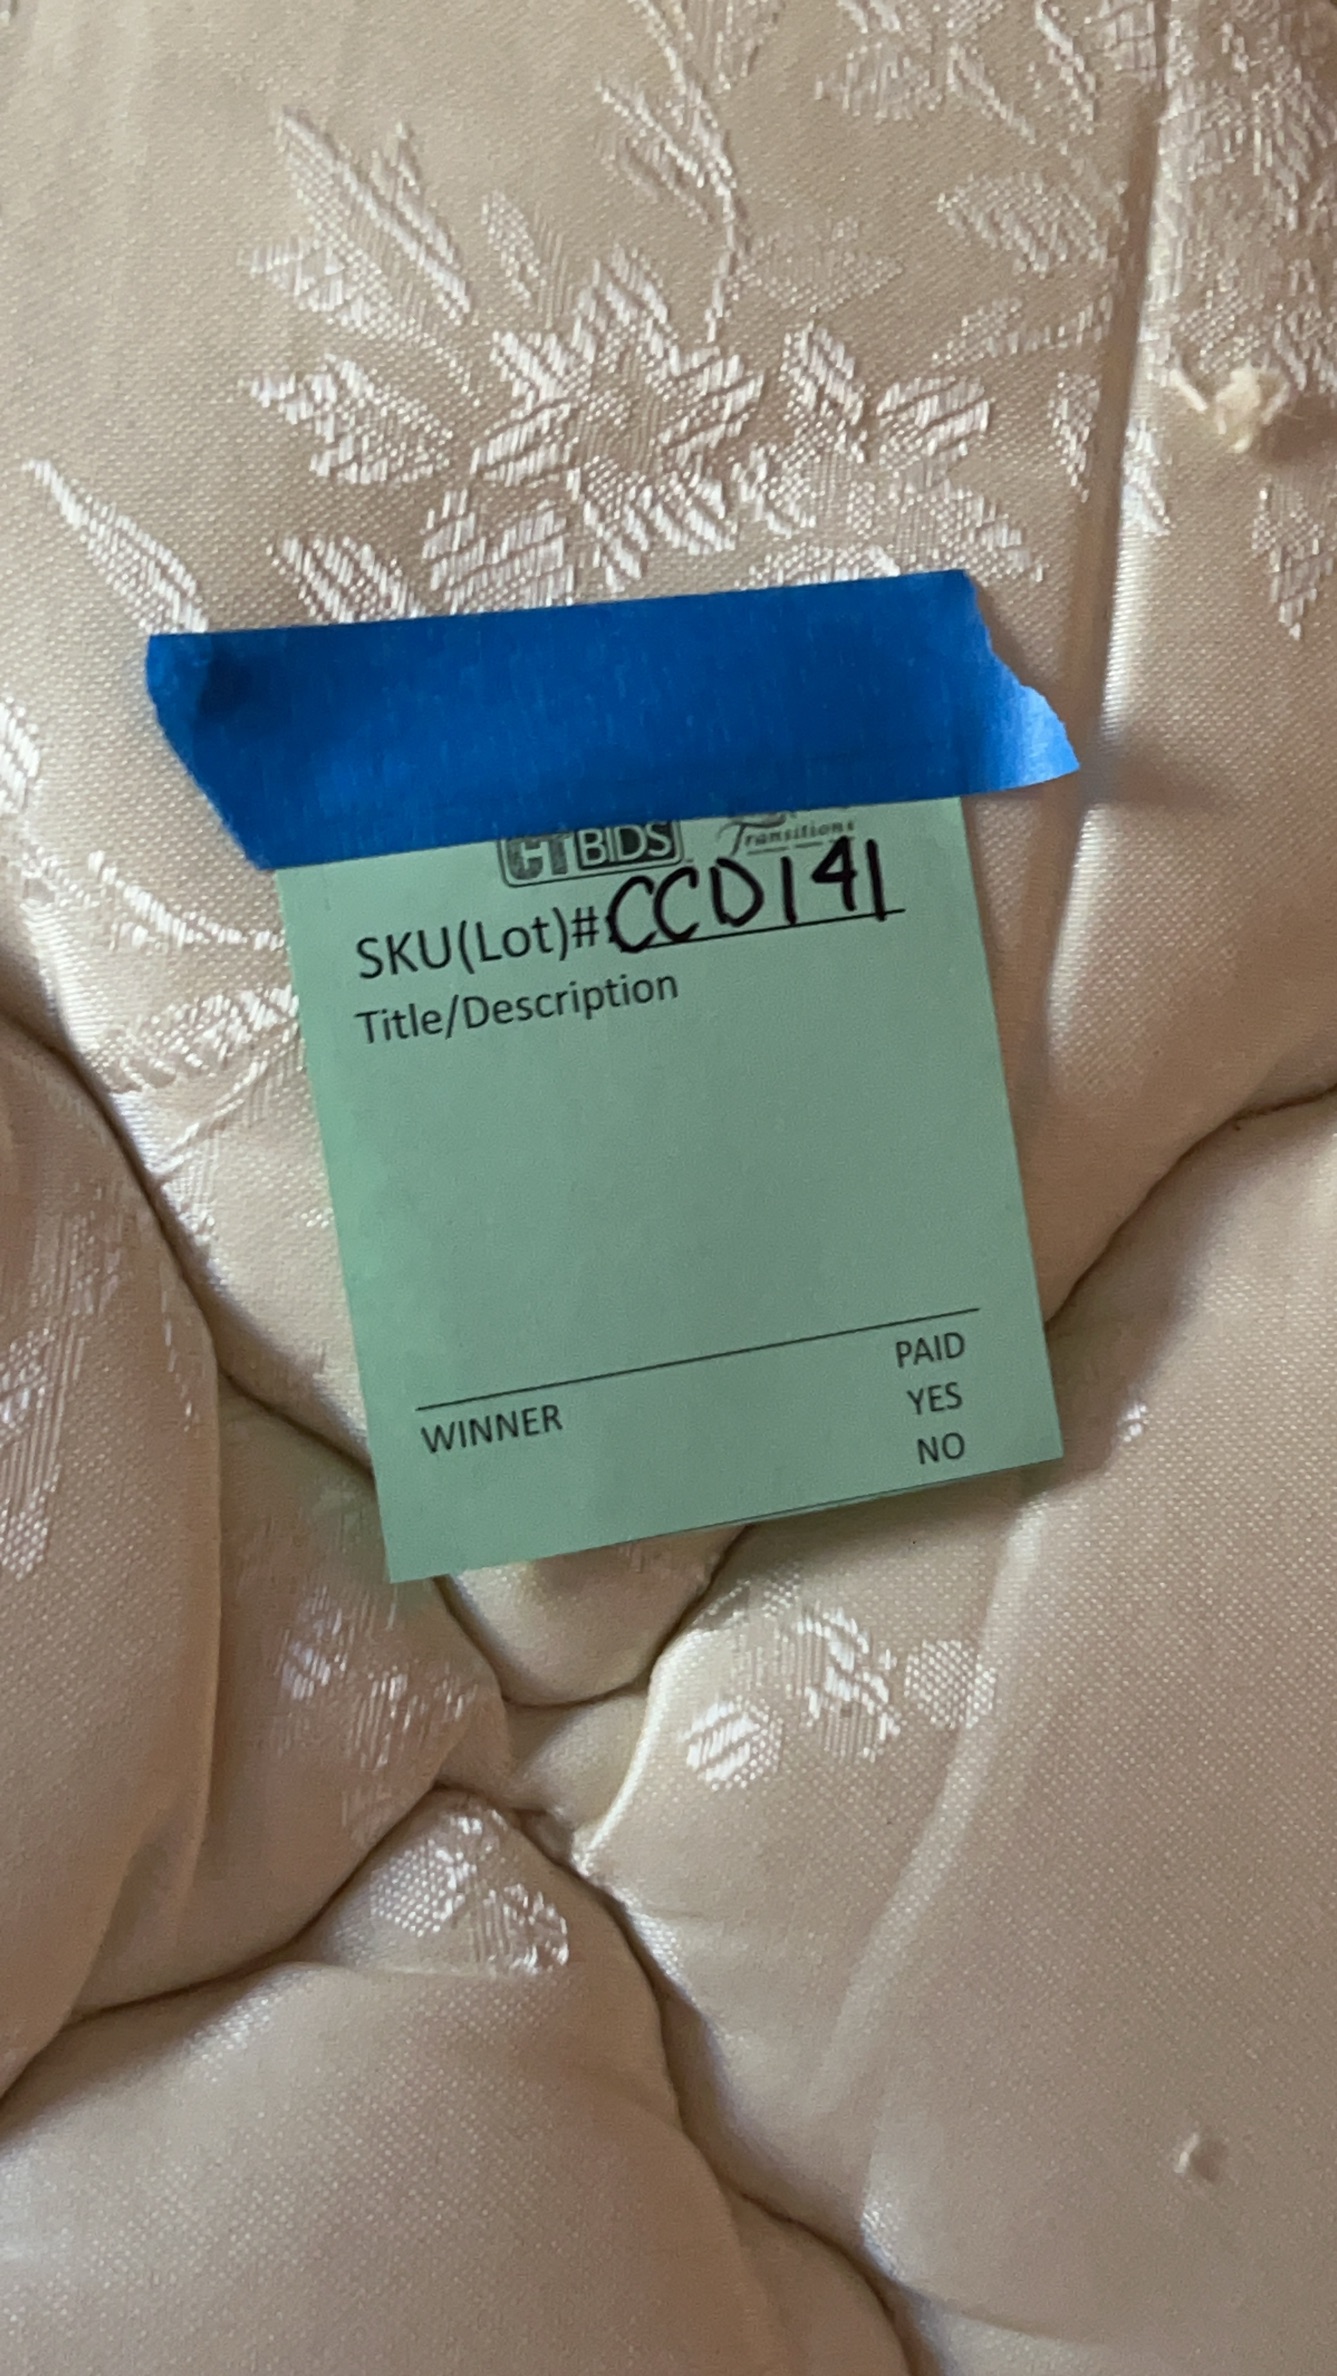 CTBIDS
Transitions
SKU(Lot)# CCD141
Title/Description
WINNER
PAID
YES
NO